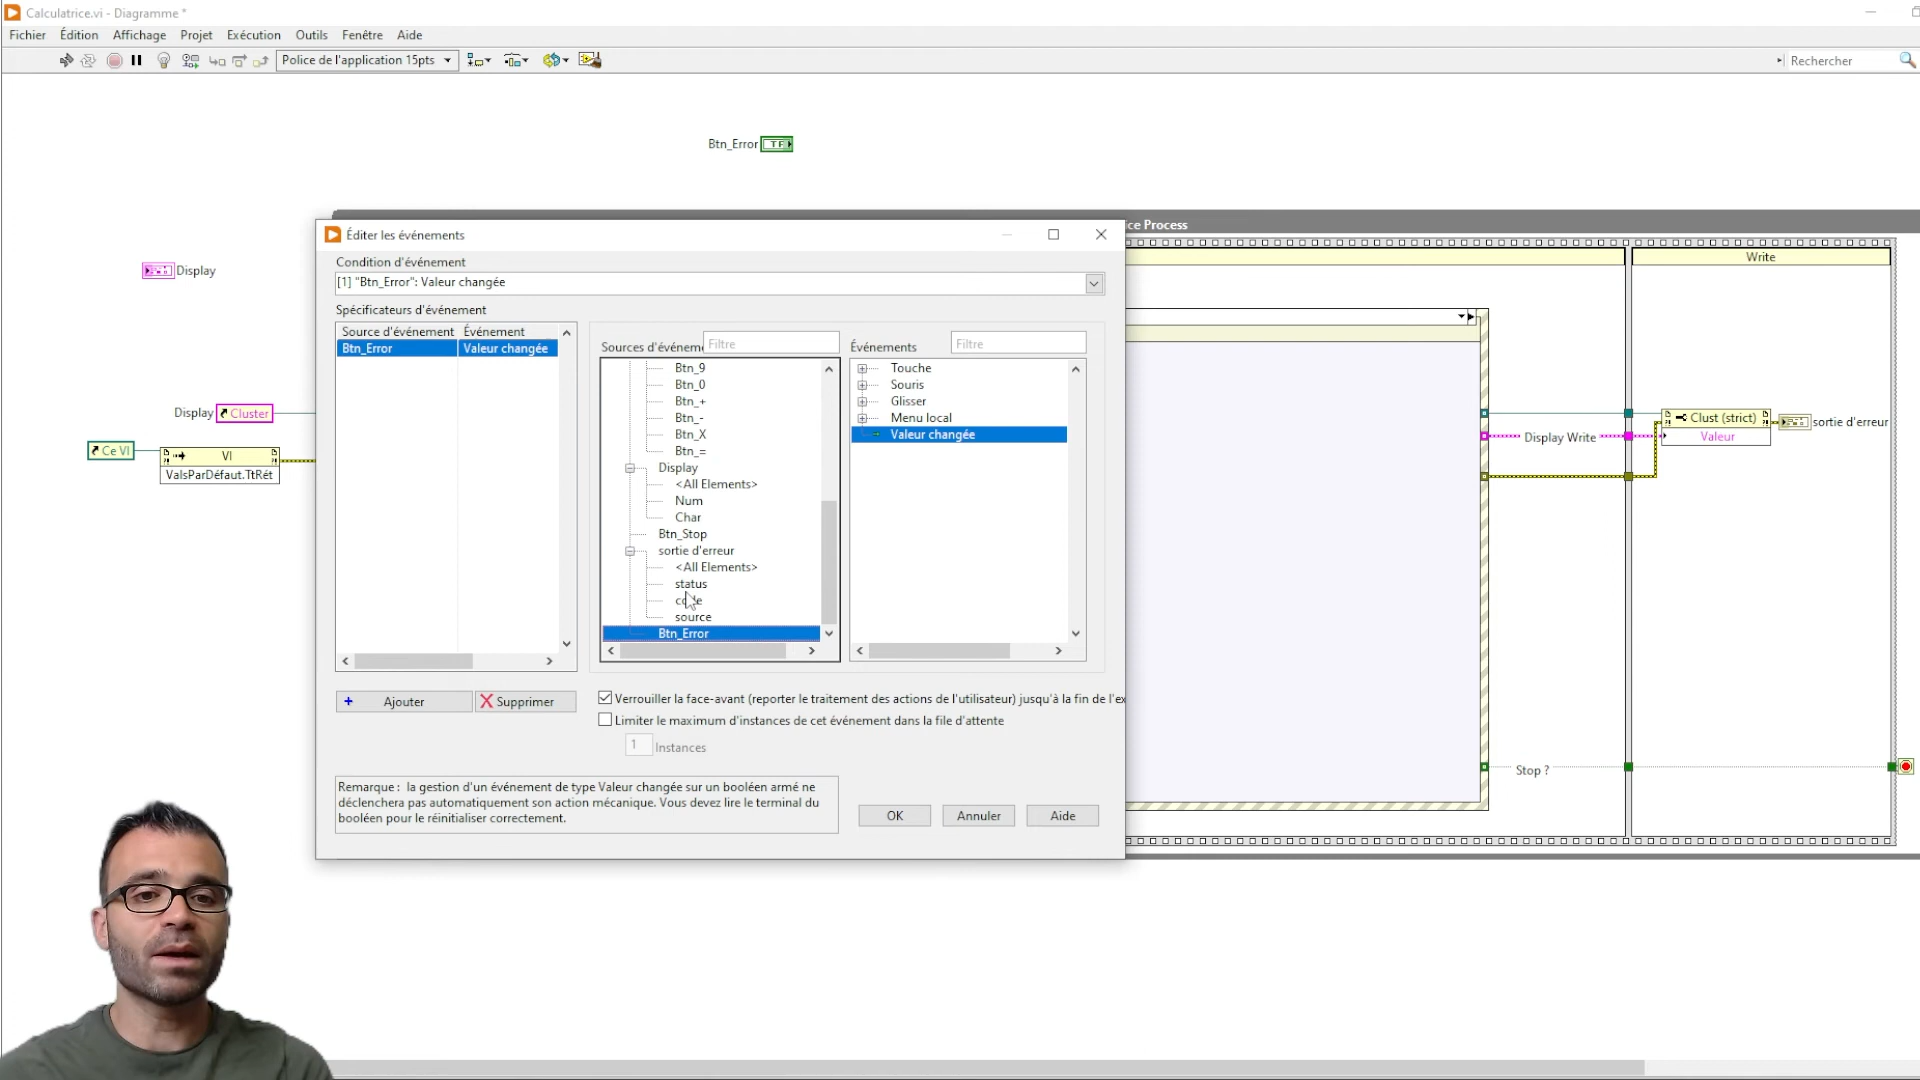 Calculatrice.vi - Diagramme *
Fichier Édition Affichage Projet Exécution Outils Fenêtre Aide
Police de l'application 15pts
Rechercher
Btn_Error TF
ce Process
Éditer les événements
Condition d'événement
[1] "Btn_Error": Valeur changée
Write
Display
Spécificateurs d'événement
Source d'événement Événement
Btn_Error Valeur changée
Sources d'événem Filtre
Événements Filtre
Btn_9
Btn_0
Btn_+
Btn_-
Btn_X
Btn_=
Display
<All Elements>
Num
Char
Btn_Stop
sortie d'erreur
<All Elements>
status
source
Btn_Error
Touche
Souris
Glisser
Menu local
Valeur changée
Display Cluster
Ce VI
VI
ValsParDéfaut.TtRét
Display Write
Clust (strict)
Valeur
sortie d'erreur
Stop ?
+ Ajouter
Supprimer
Verrouiller la face-avant (reporter le traitement des actions de l'utilisateur) jusqu'à la fin de l'ex
Limiter le maximum d'instances de cet événement dans la file d'attente
1 Instances
Remarque : la gestion d'un événement de type Valeur changée sur un booléen armé ne
déclenchera pas automatiquement son action mécanique. Vous devez lire le terminal du
booléen pour le réinitialiser correctement.
OK
Annuler
Aide